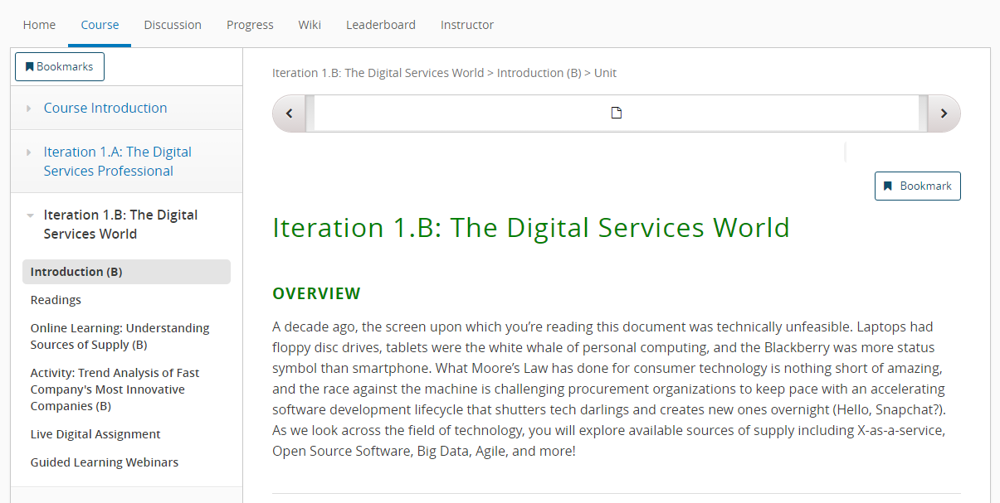 Home Course Discussion Progress Wiki Leaderboard Instructor
Bookmarks
Course Introduction
Iteration 1.A: The Digital
Services Professional
Iteration 1.B: The Digital
Services World
Introduction (B)
Readings
Online Learning: Understanding
Sources of Supply (B)
Activity: Trend Analysis of Fast
Company's Most Innovative
Companies (B)
Live Digital Assignment
Guided Learning Webinars
Iteration 1.B: The Digital Services World > Introduction (B) > Unit
Bookmark
Iteration 1.B: The Digital Services World
OVERVIEW
A decade ago, the screen upon which you’re reading this document was technically unfeasible. Laptops had
floppy disc drives, tablets were the white whale of personal computing, and the Blackberry was more status
symbol than smartphone. What Moore’s Law has done for consumer technology is nothing short of amazing,
and the race against the machine is challenging procurement organizations to keep pace with an accelerating
software development lifecycle that shutters tech darlings and creates new ones overnight (Hello, Snapchat?).
As we look across the field of technology, you will explore available sources of supply including X-as-a-service,
Open Source Software, Big Data, Agile, and more!